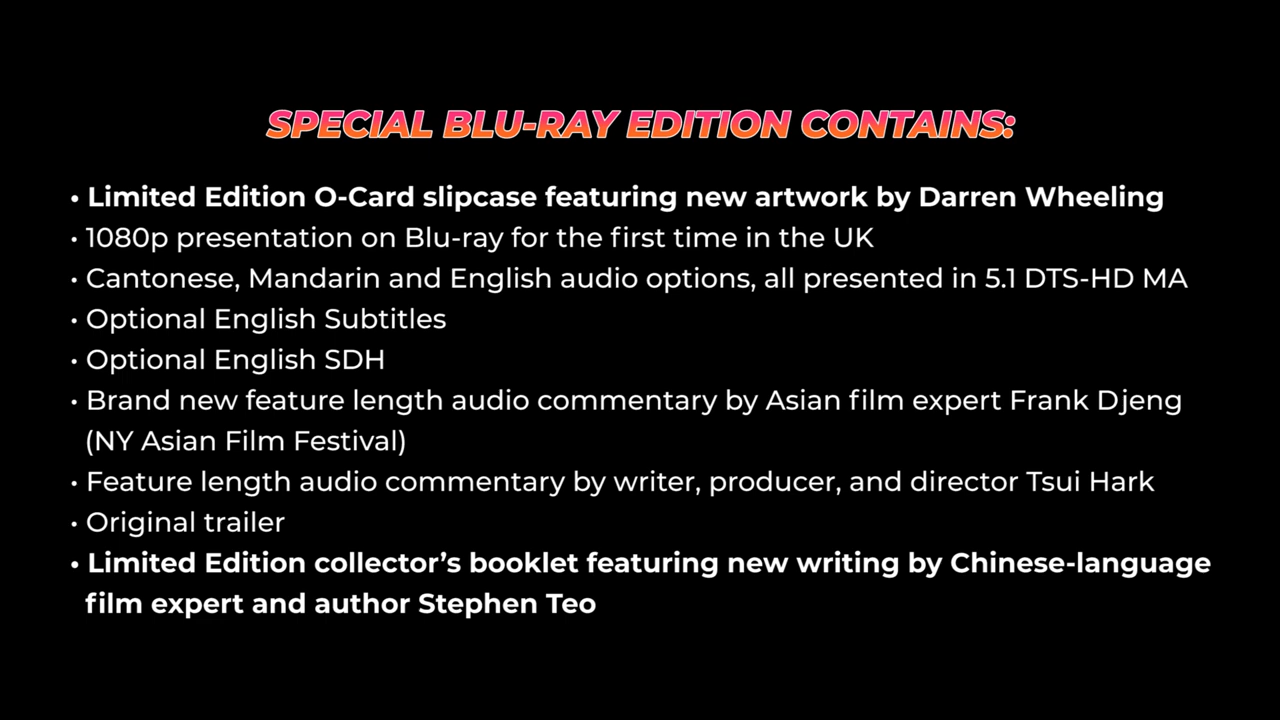 SPECIAL BLU-RAY EDITION CONTAINS:
• Limited Edition O-Card slipcase featuring new artwork by Darren Wheeling
• 1080p presentation on Blu-ray for the first time in the UK
• Cantonese, Mandarin and English audio options, all presented in 5.1 DTS-HD MA
• Optional English Subtitles
• Optional English SDH
• Brand new feature length audio commentary by Asian film expert Frank Djeng
(NY Asian Film Festival)
• Feature length audio commentary by writer, producer, and director Tsui Hark
• Original trailer
• Limited Edition collector’s booklet featuring new writing by Chinese-language
film expert and author Stephen Teo